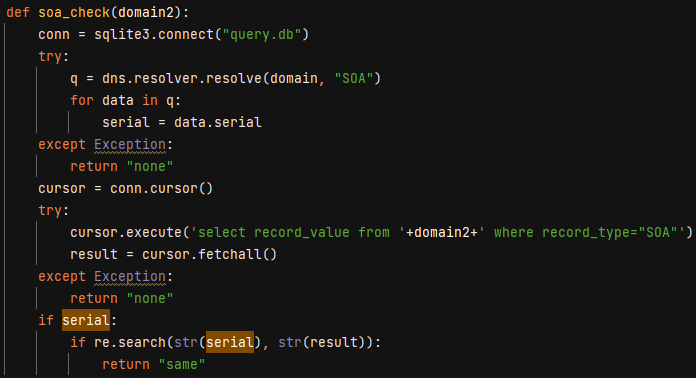 def soa_check(domain2):
    conn = sqlite3.connect("query.db")
    try:
        q = dns.resolver.resolve(domain, "SOA")
        for data in q:
            serial = data.serial
    except Exception:
        return "none"
    cursor = conn.cursor()
    try:
        cursor.execute('select record_value from '+domain2+' where record_type="SOA"')
        result = cursor.fetchall()
    except Exception:
        return "none"
    if serial:
        if re.search(str(serial), str(result)):
            return "same"